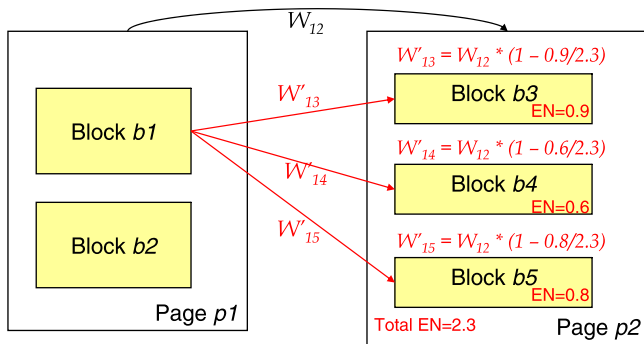 W12
W'13 = W12 * (1 – 0.9/2.3)
Block b1
W'13
Block b3
EN=0.9
W'14 = W12 * (1 – 0.6/2.3)
W'14
Block b4
EN=0.6
Block b2
W'15
W'15 = W12 * (1 – 0.8/2.3)
Block b5
EN=0.8
Page p1
Total EN=2.3
Page p2